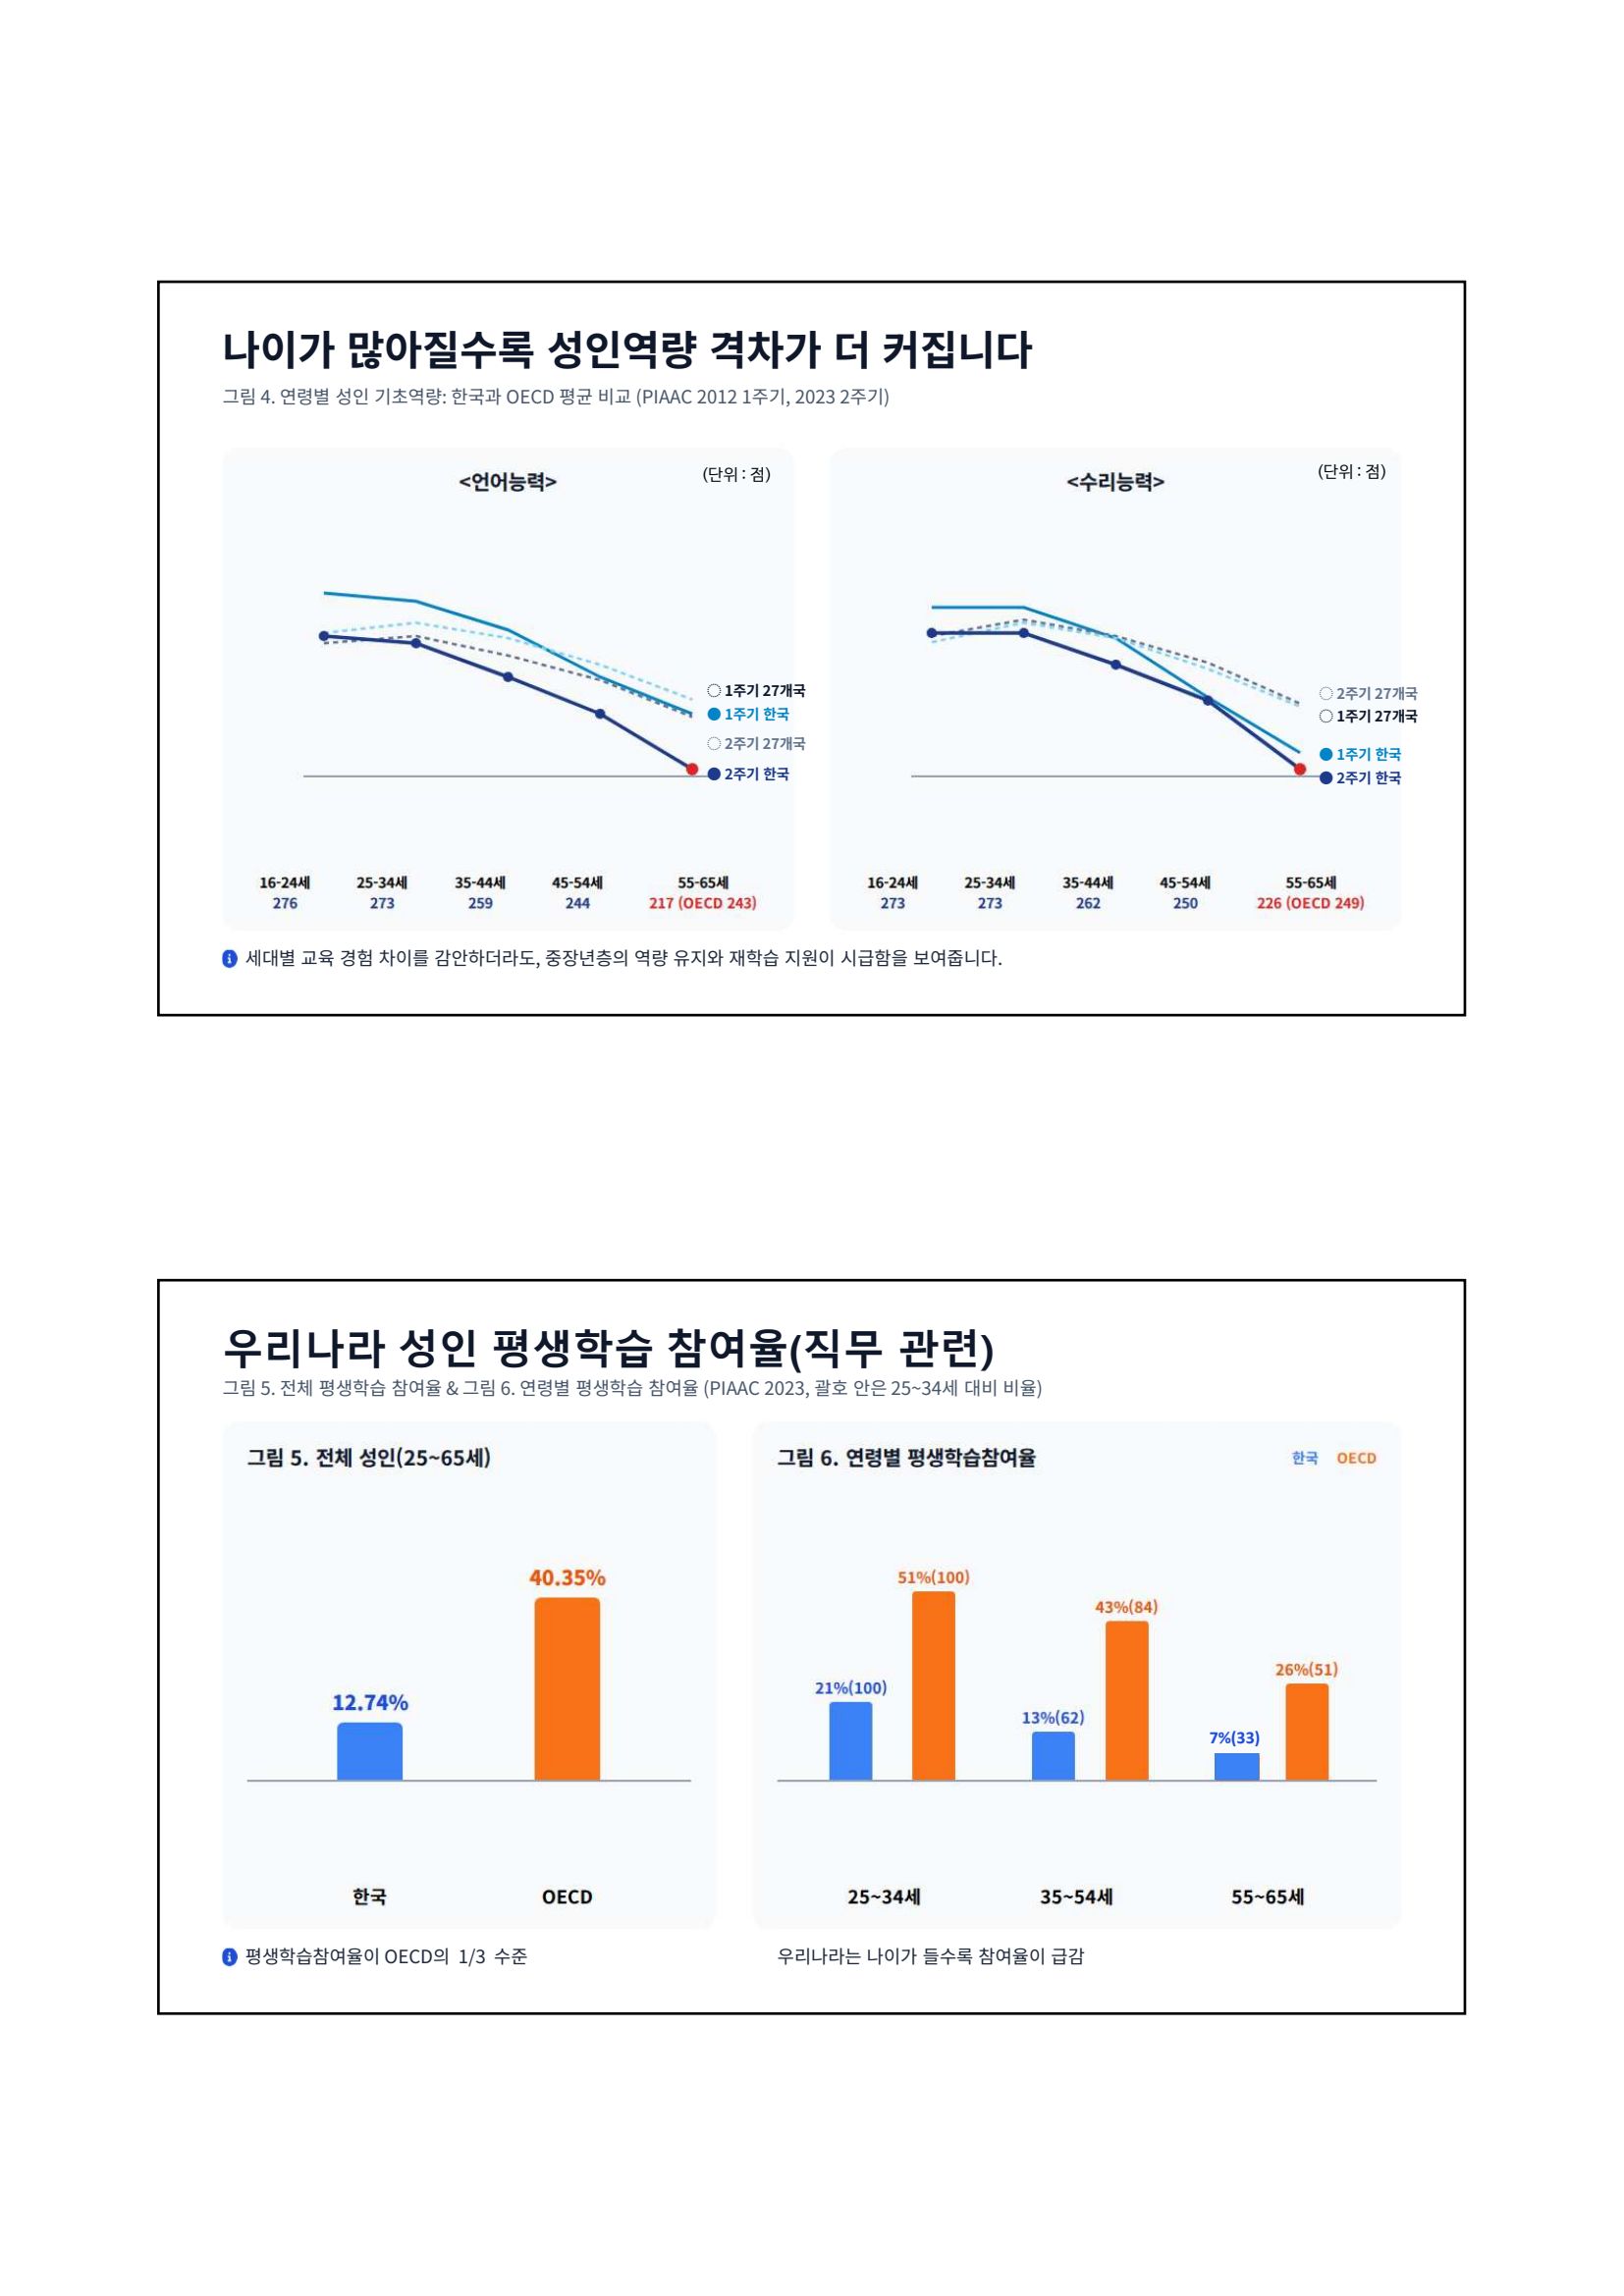 나이가 많아질수록 성인역량 격차가 더 커집니다
그림 4. 연령별 성인 기초역량: 한국과 OECD 평균 비교 (PIAAC 2012 1주기, 2023 2주기)
<언어능력>
(단위 : 점)
1주기 27개국
1주기 한국
2주기 27개국
2주기 한국
16-24세 25-34세 35-44세 45-54세 55-65세
276 273 259 244 217 (OECD 243)
<수리능력>
(단위 : 점)
2주기 27개국
1주기 27개국
1주기 한국
2주기 한국
16-24세 25-34세 35-44세 45-54세 55-65세
273 273 262 250 226 (OECD 249)
세대별 교육 경험 차이를 감안하더라도, 중장년층의 역량 유지와 재학습 지원이 시급함을 보여줍니다.
우리나라 성인 평생학습 참여율(직무 관련)
그림 5. 전체 평생학습 참여율 & 그림 6. 연령별 평생학습 참여율 (PIAAC 2023, 괄호 안은 25~34세 대비 비율)
그림 5. 전체 성인(25~65세)
40.35%
12.74%
한국 OECD
그림 6. 연령별 평생학습참여율
한국 OECD
51%(100)
43%(84)
26%(51)
21%(100)
13%(62)
7%(33)
25~34세 35~54세 55~65세
평생학습참여율이 OECD의 1/3 수준
우리나라는 나이가 들수록 참여율이 급감